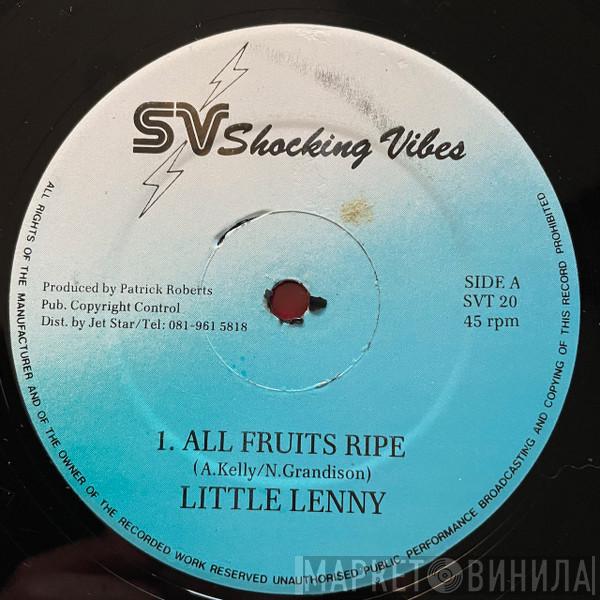 SV Shocking Vibes
Produced by Patrick Roberts
Pub. Copyright Control
Dist. by Jet Star/Tel: 081-961 5818
SIDE A
SVT 20
45 rpm
1. ALL FRUITS RIPE
(A.Kelly/N.Grandison)
LITTLE LENNY
ALL RIGHTS OF THE MANUFACTURER AND OF THE OWNER OF THE RECORDED WORK RESERVED UNAUTHORISED PUBLIC PERFORMANCE BROADCASTING AND COPYING OF THIS RECORD PROHIBITED
МАРКЕТ ВИНИЛА